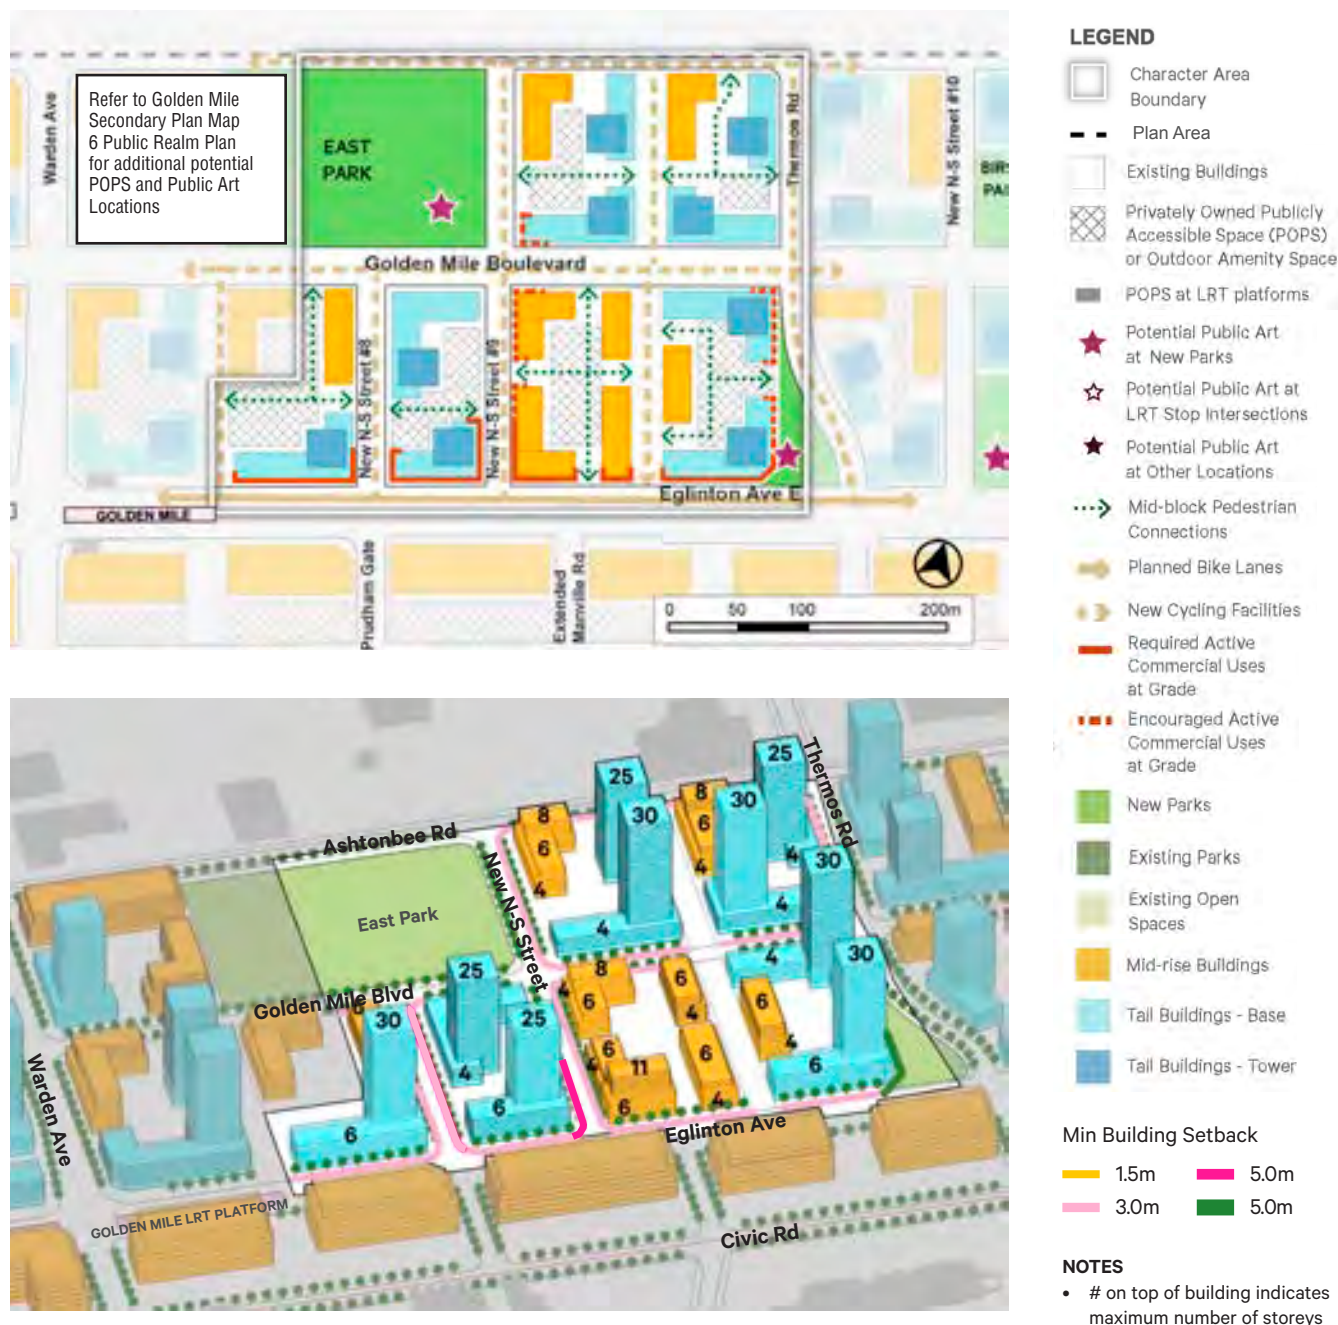 Refer to Golden Mile
Secondary Plan Map
6 Public Realm Plan
for additional potential
POPS and Public Art
Locations
Warden Ave
EAST
PARK
Thermos Rd
New N-S Street #10
Golden Mile Boulevard
New N-S Street #8
New N-S Street #9
Eglinton Ave E
GOLDEN MILE
Prudham Gate
Extended
Manville Rd
0 50 100 200m
LEGEND
Character Area
Boundary
Plan Area
Existing Buildings
Privately Owned Publicly
Accessible Space (POPS)
or Outdoor Amenity Space
POPS at LRT platforms
Potential Public Art
at New Parks
Potential Public Art at
LRT Stop Intersections
Potential Public Art
at Other Locations
Mid-block Pedestrian
Connections
Planned Bike Lanes
New Cycling Facilities
Required Active
Commercial Uses
at Grade
Encouraged Active
Commercial Uses
at Grade
New Parks
Existing Parks
Existing Open
Spaces
Mid-rise Buildings
Tall Buildings - Base
Tall Buildings - Tower
Min Building Setback
1.5m 5.0m
3.0m 5.0m
NOTES
• # on top of building indicates
maximum number of storeys
Ashtonbee Rd
Thermos Rd
New N-S Street
East Park
Golden Mile Blvd
Warden Ave
Eglinton Ave
GOLDEN MILE LRT PLATFORM
Civic Rd
25
25
30
8
6
4
8
6
4
30
4
30
4
4
30
4
25
8
6
4
6
4
6
4
6
30
25
4
6
6
4
11
6
6
4
6
6